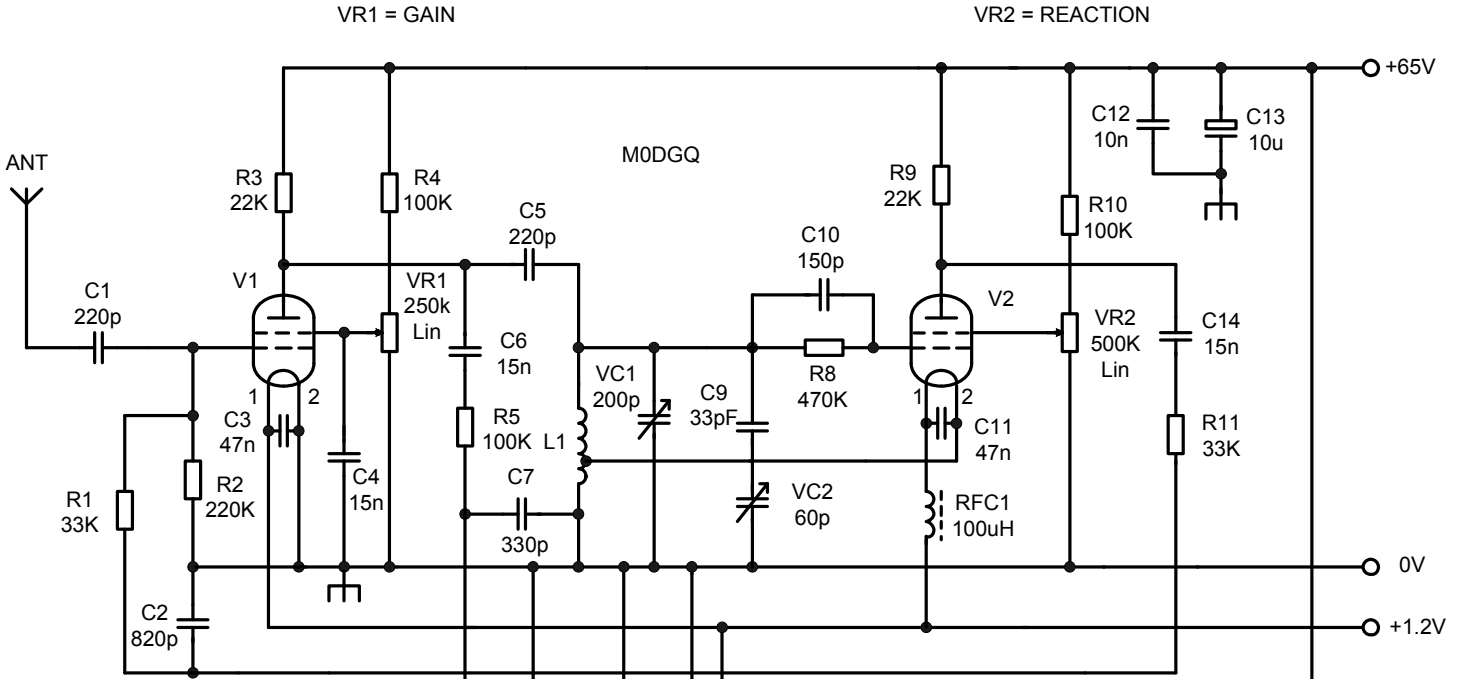 VR1 = GAIN
VR2 = REACTION
+65V
C12
10n
C13
10u
M0DGQ
ANT
R3
22K
R4
100K
R9
22K
R10
100K
C5
220p
C10
150p
V1
VR1
250k
Lin
V2
C1
220p
C6
15n
VR2
500K
Lin
C14
15n
VC1
200p
R8
470K
1
2
1
2
C3
47n
R5
100K
L1
C9
33pF
C11
47n
R11
33K
C4
15n
R1
33K
R2
220K
C7
330p
VC2
60p
RFC1
100uH
0V
C2
820p
+1.2V